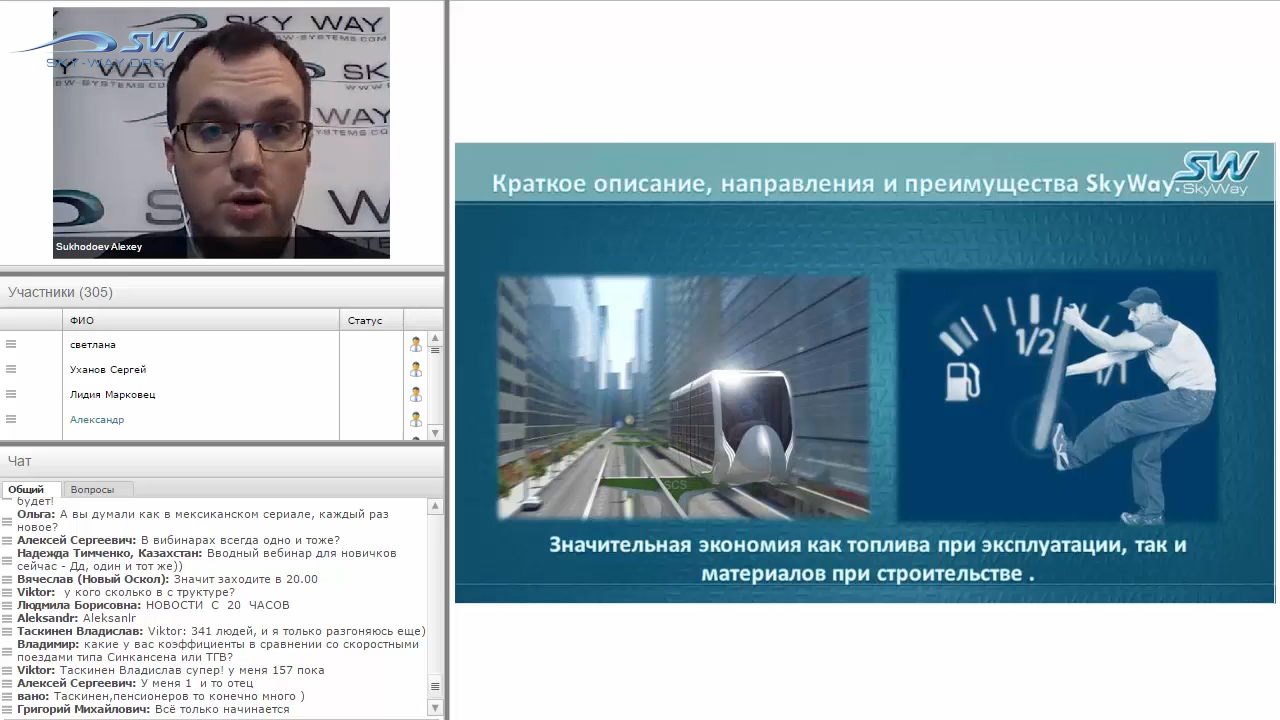 SKY WAY
SW
SKY-WAY.ORG
Sukhodoev Alexey
Участники (305)
ФИО
Статус
светлана
Уханов Сергей
Лидия Марковец
Александр
Чат
Общий
Вопросы
будет!
Ольга: А вы думали как в мексиканском сериале, каждый раз
новое?
Алексей Сергеевич: В вибинарах всегда одно и тоже?
Надежда Тимченко, Казахстан: Вводный вебинар для новичков
сейчас - Дд, один и тот же))
Вячеслав (Новый Оскол): Значит заходите в 20.00
Viktor: у кого сколько в с труктуре?
Людмила Борисовна: НОВОСТИ С 20 ЧАСОВ
Aleksandr: Aleksanlr
Таскинен Владислав: Viktor: 341 людей, и я только разгоняюсь еще)
Владимир: какие у вас коэффициенты в сравнении со скоростными
поездами типа Синкансена или ТГВ?
Viktor: Таскинен Владислав супер! у меня 157 пока
Алексей Сергеевич: У меня 1 и то отец
вано: Таскинен,пенсионеров то конечно много )
Григорий Михайлович: Всё только начинается
Краткое описание, направления и преимущества SkyWay.
SW
SkyWay
SCS
1/2
1/1
Значительная экономия как топлива при эксплуатации, так и
материалов при строительстве .